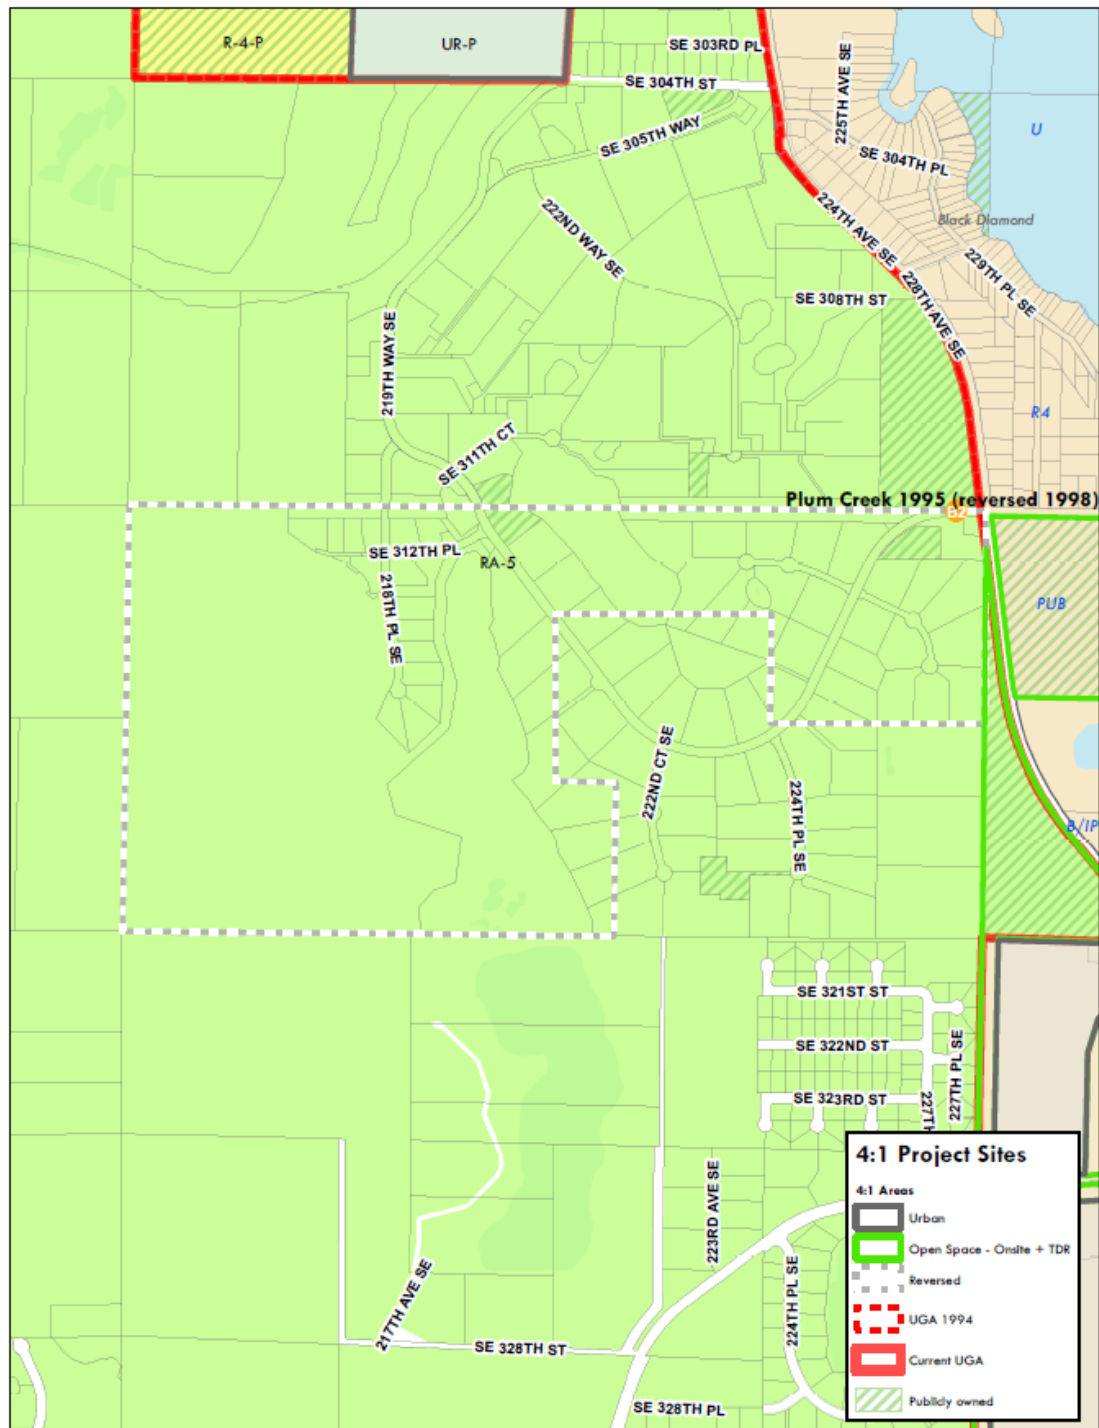 R-4-P
UR-P
SE 303RD PL
SE 304TH ST
225TH AVE SE
U
SE 305TH WAY
SE 304TH PL
222ND WAY SE
224TH AVE SE
Black Diamond
229TH PL SE
228TH AVE SE
SE 308TH ST
219TH WAY SE
R4
SE 311TH CT
Plum Creek 1995 (reversed 1998)
B2
SE 312TH PL
RA-5
218TH PL SE
PUB
222ND CT SE
224TH PL SE
B/IP
SE 321ST ST
SE 322ND ST
227TH PL SE
SE 323RD ST
227TH
223RD AVE SE
224TH PL SE
217TH AVE SE
SE 328TH ST
SE 328TH PL
4:1 Project Sites
4:1 Areas
Urban
Open Space - Onsite + TDR
Reversed
UGA 1994
Current UGA
Publicly owned